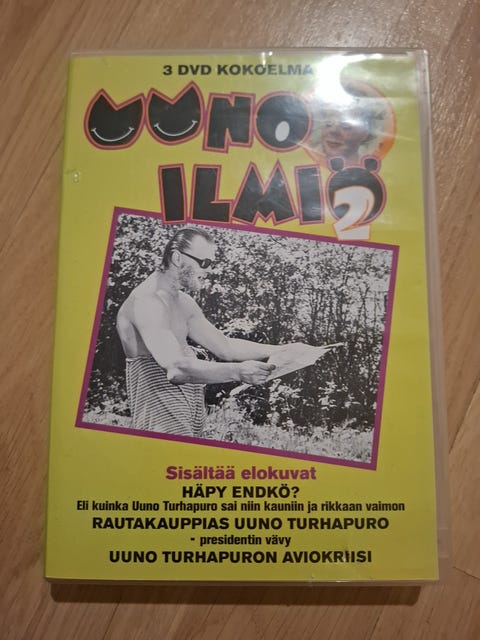 3 DVD KOKOELMA
UUNO
ILMIÖ
2
Sisältää elokuvat
HÄPY ENDKÖ?
Eli kuinka Uuno Turhapuro sai niin kauniin ja rikkaan vaimon
RAUTAKAUPPIAS UUNO TURHAPURO
- presidentin vävy
UUNO TURHAPURON AVIOKRIISI